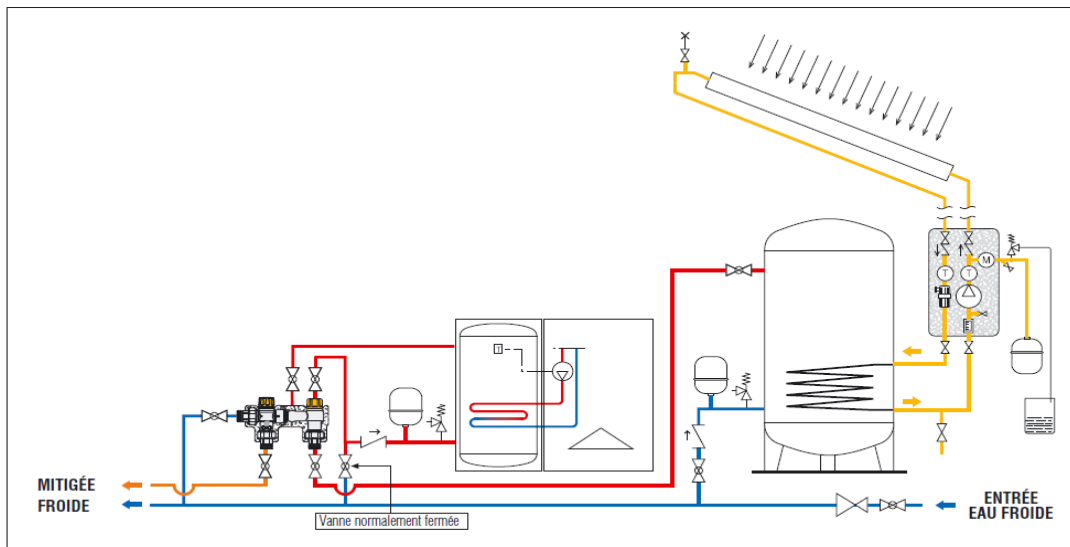 M
T
T
MITIGÉE
FROIDE
Vanne normalement fermée
ENTRÉE
EAU FROIDE